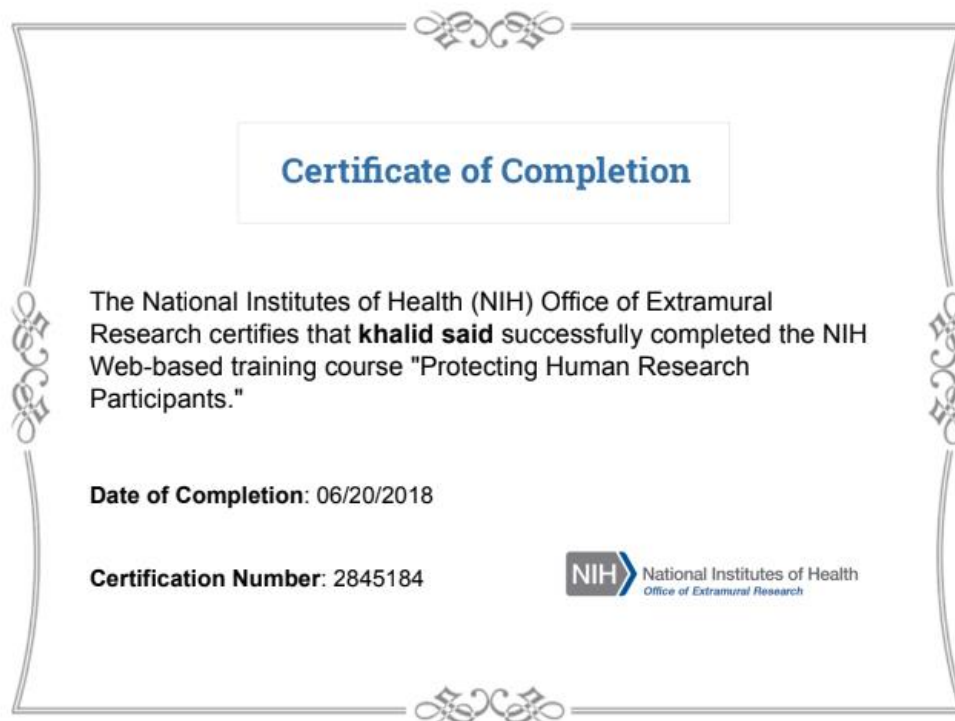 Certificate of Completion
The National Institutes of Health (NIH) Office of Extramural
Research certifies that khalid said successfully completed the NIH
Web-based training course "Protecting Human Research
Participants."
Date of Completion: 06/20/2018
Certification Number: 2845184
NIH National Institutes of Health
Office of Extramural Research